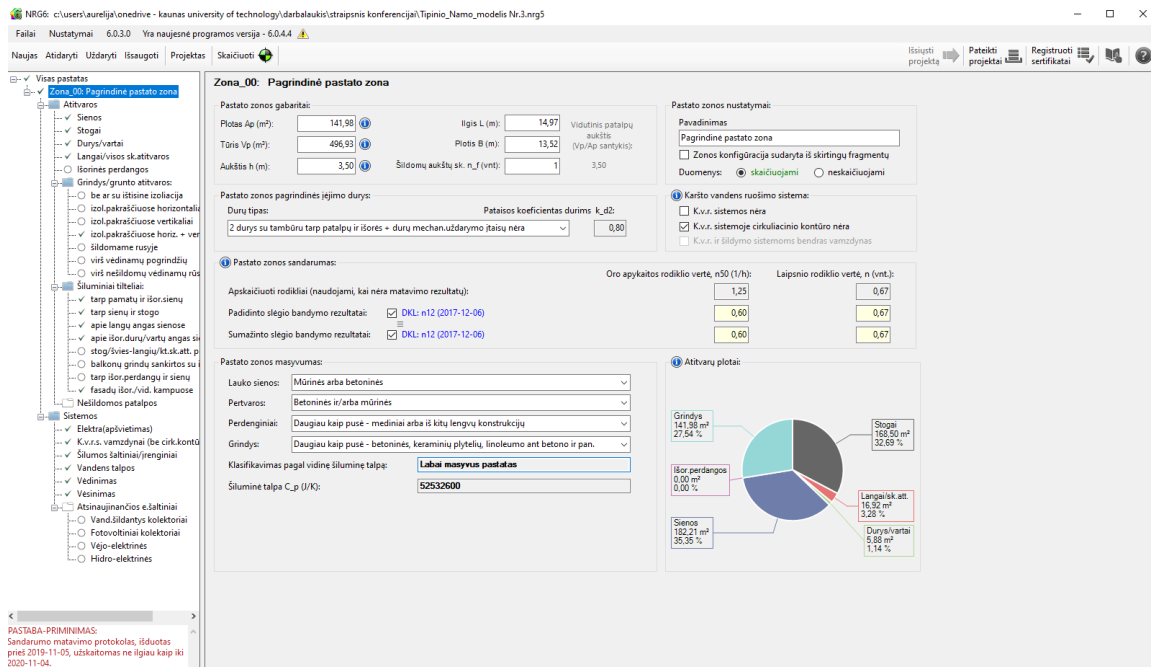 NRG6: c:\users\aurelija\onedrive - kaunas university of technology\darbalaukis\straipsnis konferencijai\Tipinio_Namo_modelis Nr.3.nrg5
Failai Nustatymai 6.0.3.0 Yra naujesnė programos versija - 6.0.4.4
Naujas Atidaryti Uždaryti Išsaugoti Projektas Skaičiuoti
Išsiųsti projektą
Pateikti projektai
Registruoti sertifikatai
Visas pastatas
Zona_00: Pagrindinė pastato zona
Atitvaros
Sienos
Stogai
Durys/vartai
Langai/visos sk.atitvaros
Išorinės perdangos
Grindys/grunto atitvaros:
be ar su ištisine izoliacija
izol.pakraščiuose horizontalia
izol.pakraščiuose vertikaliai
izol.pakraščiuose horiz. + ver
šildomame rusyje
virš vėdinamų pogrindžių
virš nešildomų vėdinamų rūs
Šiluminiai tilteliai:
tarp pamatų ir išor.sienų
tarp sienų ir stogo
apie langų angas sienose
apie išor.durų/vartų angas si
stog/švies-langių/kt.sk.att. p
balkonų grindų sankirtos su i
tarp išor.perdangų ir sienų
fasadų išor./vid. kampuose
Nešildomos patalpos
Sistemos
Elektra(apšvietimas)
K.v.r.s. vamzdynai (be cirk.kontū
Šilumos šaltiniai/įrenginiai
Vandens talpos
Vėdinimas
Vėsinimas
Atsinaujinančios e.šaltiniai
Vand.šildantys kolektoriai
Fotovoltiniai kolektoriai
Vėjo-elektrinės
Hidro-elektrinės
PASTABA-PRIMINIMAS:
Sandarumo matavimo protokolas, išduotas
prieš 2019-11-05, užskaitomas ne ilgiau kaip iki
2020-11-04.
Zona_00: Pagrindinė pastato zona
Pastato zonos gabaritai:
Plotas Ap (m²): 141,98 Ilgis L (m): 14,97 Vidutinis patalpų
aukštis
Tūris Vp (m³): 496,93 Plotis B (m): 13,52 (Vp/Ap santykis):
Aukštis h (m): 3,50 Šildomų aukštų sk. n_f (vnt): 1 3,50
Pastato zonos nustatymai:
Pavadinimas
Pagrindinė pastato zona
Zonos konfigūracija sudaryta iš skirtingų fragmentų
Duomenys: skaičiuojami neskaičiuojami
Pastato zonos pagrindinės įėjimo durys:
Durų tipas: Pataisos koeficientas durims k_d2:
2 durys su tambūru tarp patalpų ir išorės + durų mechan.uždarymo įtaisų nėra 0,80
Karšto vandens ruošimo sistema:
K.v.r. sistemos nėra
K.v.r. sistemoje cirkuliacinio kontūro nėra
K.v.r. ir šildymo sistemoms bendras vamzdynas
Pastato zonos sandarumas:
Oro apykaitos rodiklio vertė, n50 (1/h): Laipsnio rodiklio vertė, n (vnt.):
Apskaičiuoti rodikliai (naudojami, kai nėra matavimo rezultatų): 1,25 0,67
Padidinto slėgio bandymo rezultatai: DKL: n12 (2017-12-06) 0,60 0,67
Sumažinto slėgio bandymo rezultatai: DKL: n12 (2017-12-06) 0,60 0,67
Pastato zonos masyvumas:
Lauko sienos: Mūrinės arba betoninės
Pertvaros: Betoninės ir/arba mūrinės
Perdenginiai: Daugiau kaip pusė - mediniai arba iš kitų lengvų konstrukcijų
Grindys: Daugiau kaip pusė - betoninės, keraminių plytelių, linoleumo ant betono ir pan.
Klasifikavimas pagal vidinę šiluminę talpą: Labai masyvus pastatas
Šiluminė talpa C_p (J/K): 52532600
Atitvarų plotai:
Grindys
141,98 m²
27,54 %
Stogai
168,50 m²
32,69 %
Išor.perdangos
0,00 m²
0,00 %
Langai/sk.att.
16,92 m²
3,28 %
Sienos
182,21 m²
35,35 %
Durys/vartai
5,88 m²
1,14 %